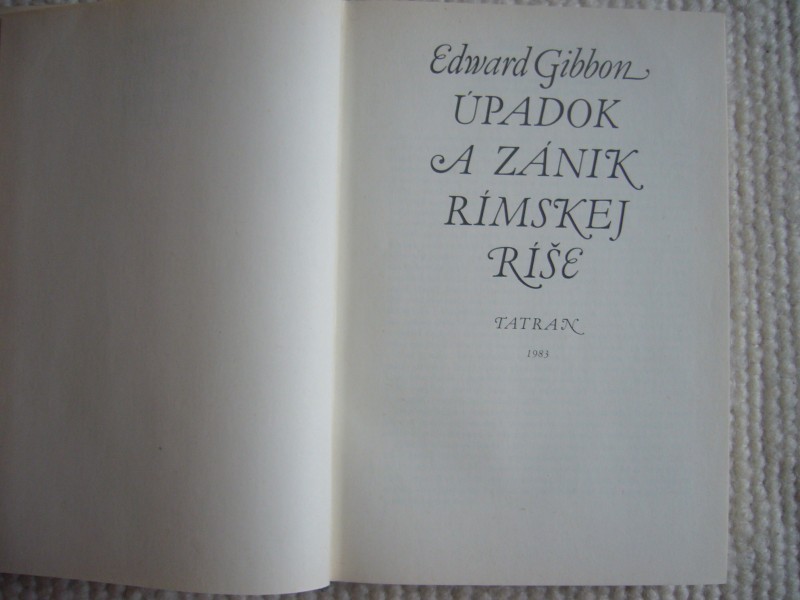 Edward Gibbon
ÚPADOK
A ZÁNIK
RÍMSKEJ
RÍŠE
TATRAN
1983